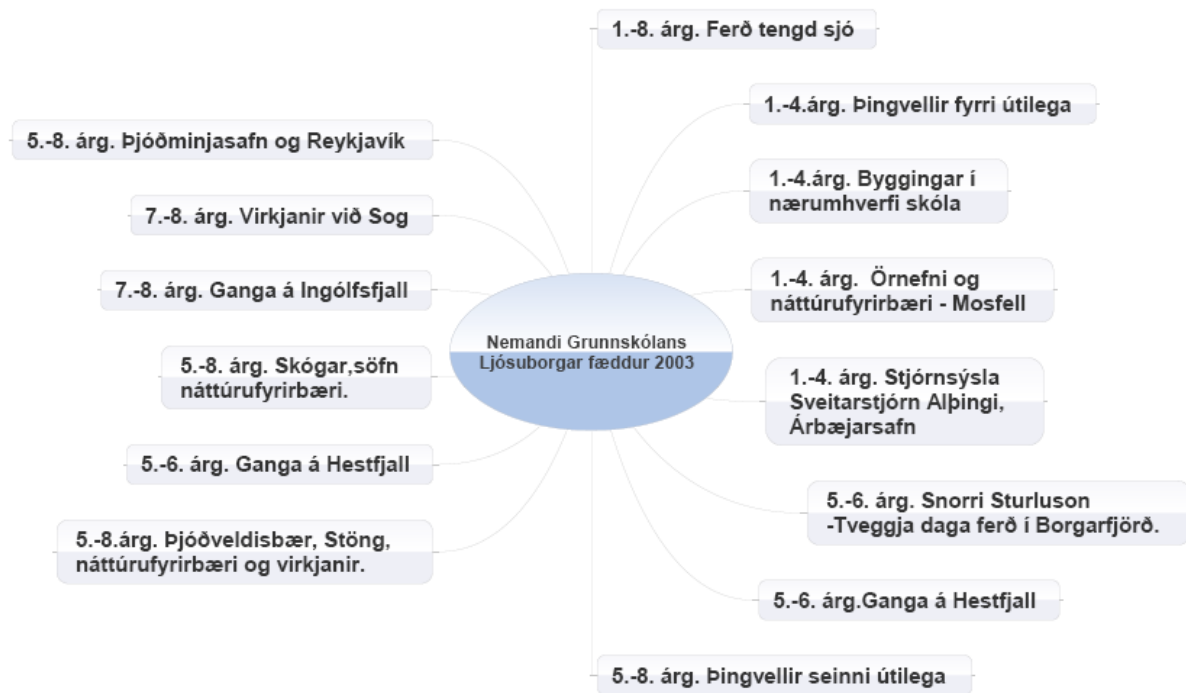 1.-8. árg. Ferð tengd sjó
1.-4.árg. Þingvellir fyrri útilega
1.-4.árg. Byggingar í
nærumhverfi skóla
1.-4. árg.  Örnefni og
náttúrufyrirbæri - Mosfell
1.-4. árg. Stjórnsýsla
Sveitarstjórn Alþingi,
Árbæjarsafn
5.-6. árg. Snorri Sturluson
-Tveggja daga ferð í Borgarfjörð.
5.-6. árg.Ganga á Hestfjall
5.-8. árg. Þingvellir seinni útilega
5.-8.árg. Þjóðveldisbær, Stöng,
náttúrufyrirbæri og virkjanir.
5.-6. árg. Ganga á Hestfjall
5.-8. árg. Skógar,söfn
náttúrufyrirbæri.
7.-8. árg. Ganga á Ingólfsfjall
7.-8. árg. Virkjanir við Sog
5.-8. árg. Þjóðminjasafn og Reykjavík
Nemandi Grunnskólans
Ljósuborgar fæddur 2003